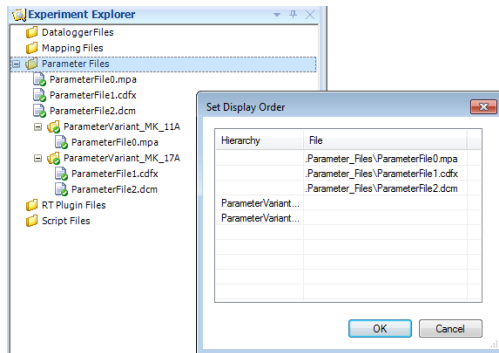 Experiment Explorer
DataloggerFiles
Mapping Files
Parameter Files
ParameterFile0.mpa
ParameterFile1.cdfx
ParameterFile2.dcm
ParameterVariant_MK_11A
ParameterFile0.mpa
ParameterVariant_MK_17A
ParameterFile1.cdfx
ParameterFile2.dcm
RT Plugin Files
Script Files
Set Display Order
Hierarchy File
.Parameter_Files\ParameterFile0.mpa
.Parameter_Files\ParameterFile1.cdfx
.Parameter_Files\ParameterFile2.dcm
ParameterVariant...
ParameterVariant...
OK Cancel